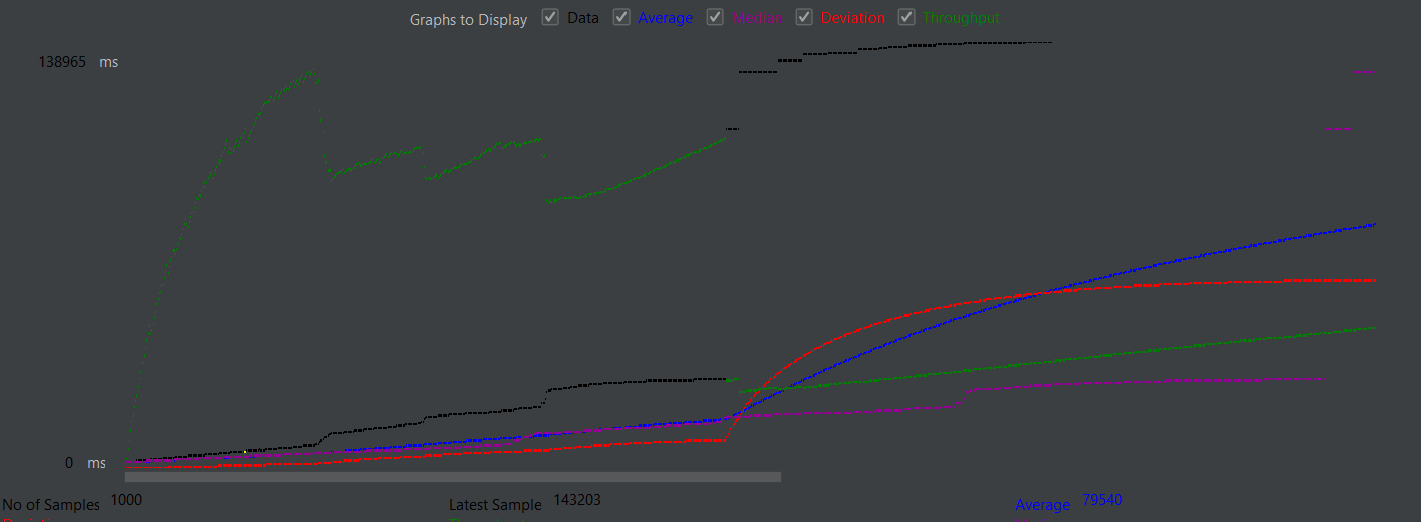 Graphs to Display Data Average Median Deviation Throughput
138965 ms
0 ms
No of Samples 1000 Latest Sample 143203 Average 79540